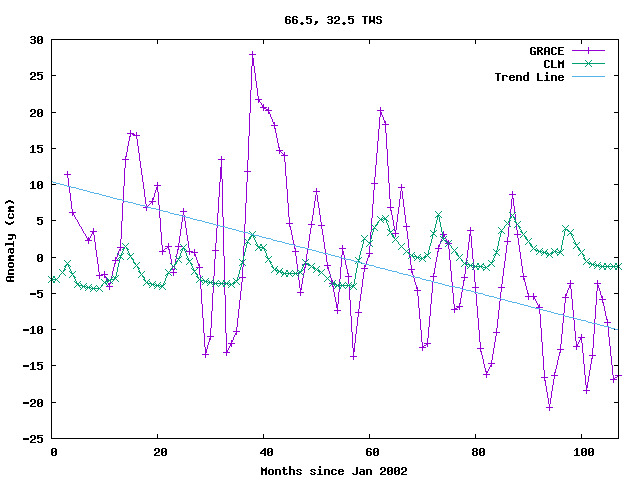 66.5, 32.5 TWS
GRACE
CLM
Trend Line
30
25
20
15
10
5
0
-5
-10
-15
-20
-25
Anomaly (cm)
0 20 40 60 80 100
Months since Jan 2002